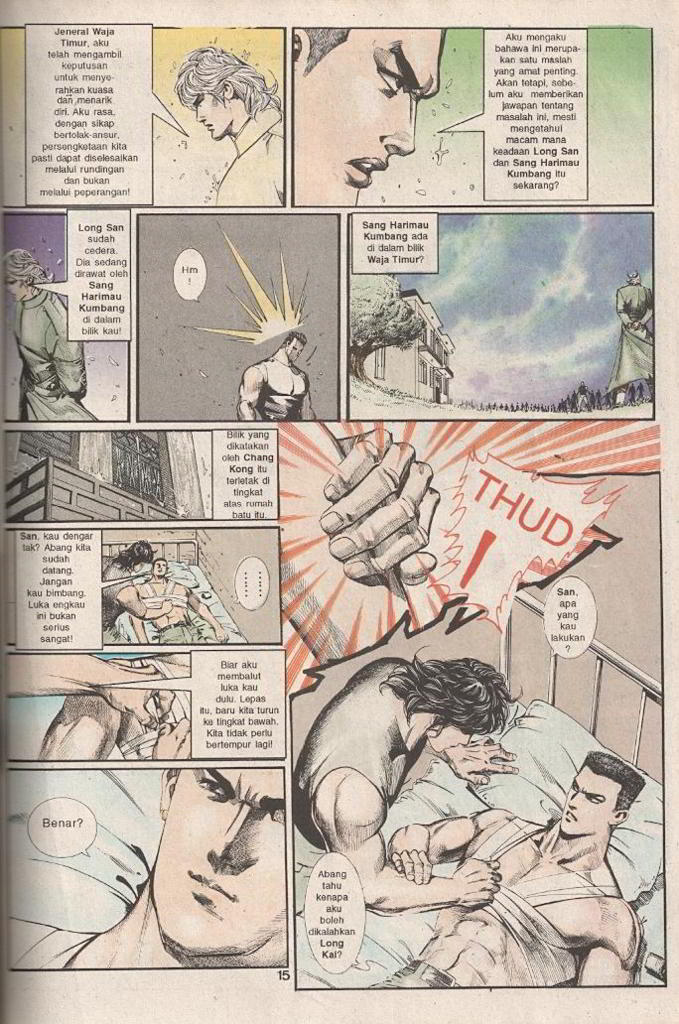 Jeneral Waja
Timur, aku
telah mengambil
keputusan
untuk menye-
rahkan kuasa
dan menarik
diri. Aku rasa,
dengan sikap
bertolak-ansur,
persengketaan kita
pasti dapat diselesaikan
melalui rundingan
dan bukan
melalui peperangan!
Aku mengaku
bahawa ini merupa-
kan satu maslah
yang amat penting.
Akan tetapi, sebe-
lum aku memberikan
jawapan tentang
masalah ini, mesti
mengetahui
macam mana
keadaan Long San
dan Sang Harimau
Kumbang itu
sekarang?
Long San
sudah
cedera.
Dia sedang
dirawat oleh
Sang
Harimau
Kumbang
di dalam
bilik kau!
Hm
!
Sang Harimau
Kumbang ada
di dalam bilik
Waja Timur?
Bilik yang
dikatakan
oleh Chang
Kong itu
terletak di
tingkat
atas rumah
batu itu.
San, kau dengar
tak? Abang kita
sudah
datang.
Jangan
kau bimbang.
Luka engkau
ini bukan
serius
sangat!
......
Biar aku
membalut
luka kau
dulu. Lepas
itu, baru kita turun
ke tingkat bawah.
Kita tidak perlu
bertempur lagi!
Benar?
THUD
!
San,
apa
yang
kau
lakukan
?
Abang
tahu
kenapa
aku
boleh
dikalahkan
Long
Kai?
15